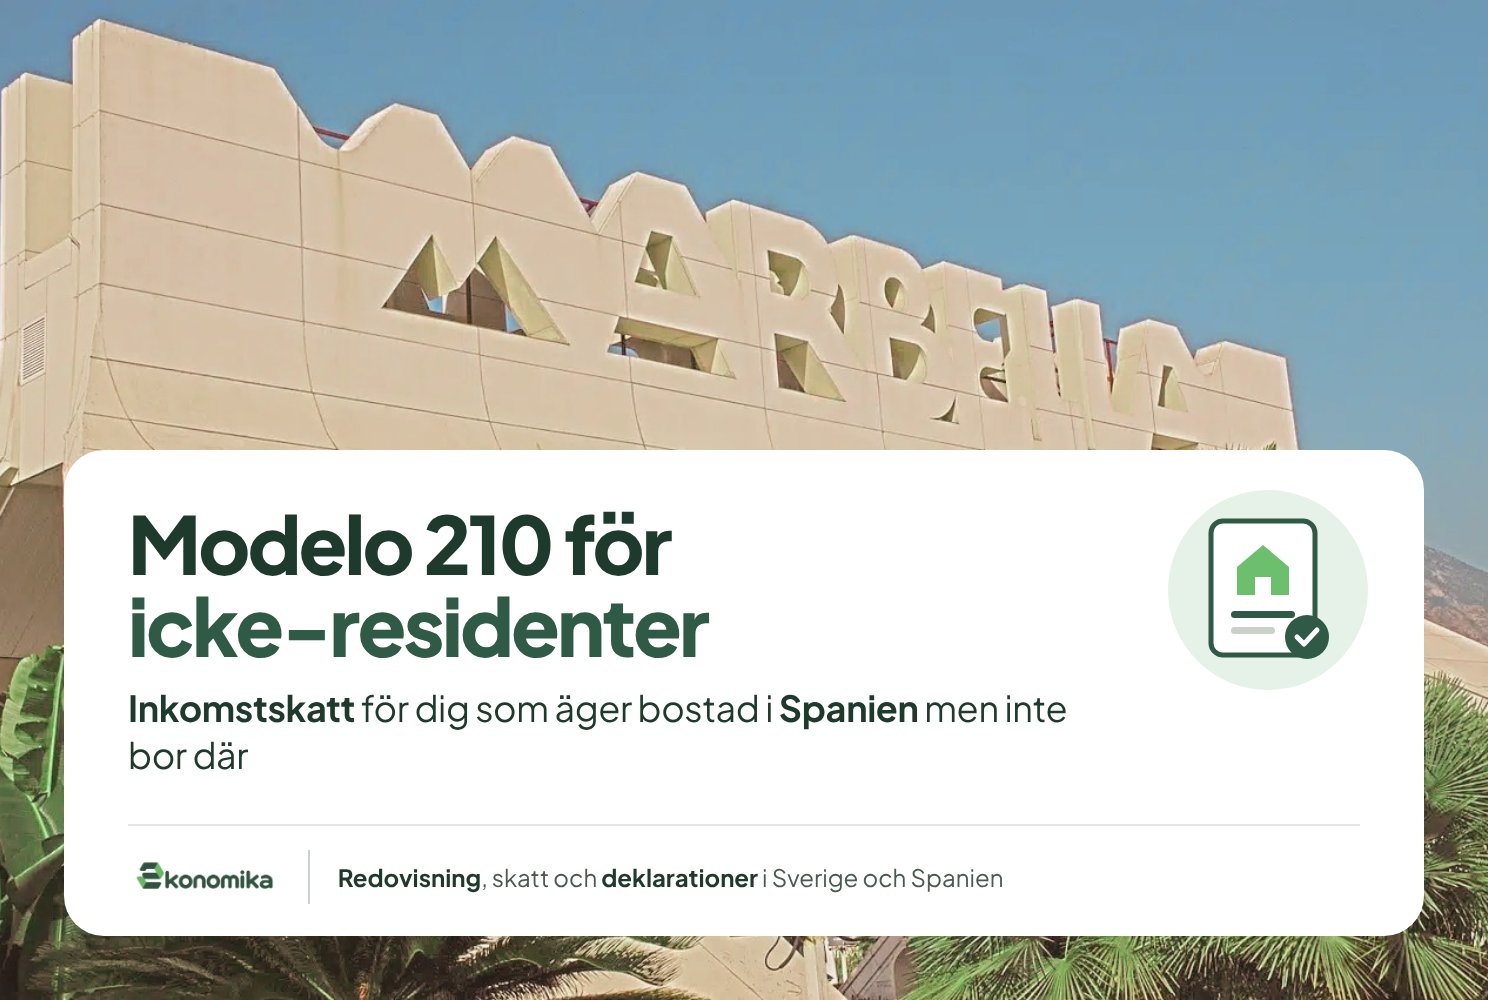 MARBELLA
Modelo 210 för
icke-residenter
Inkomstskatt för dig som äger bostad i Spanien men inte
bor där
Ekonomika
Redovisning, skatt och deklarationer i Sverige och Spanien